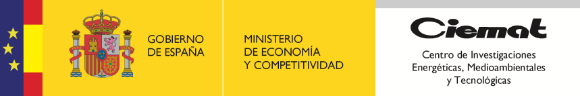 GOBIERNO
DE ESPAÑA
MINISTERIO
DE ECONOMÍA
Y COMPETITIVIDAD
Ciemat
Centro de Investigaciones
Energéticas, Medioambientales
y Tecnológicas